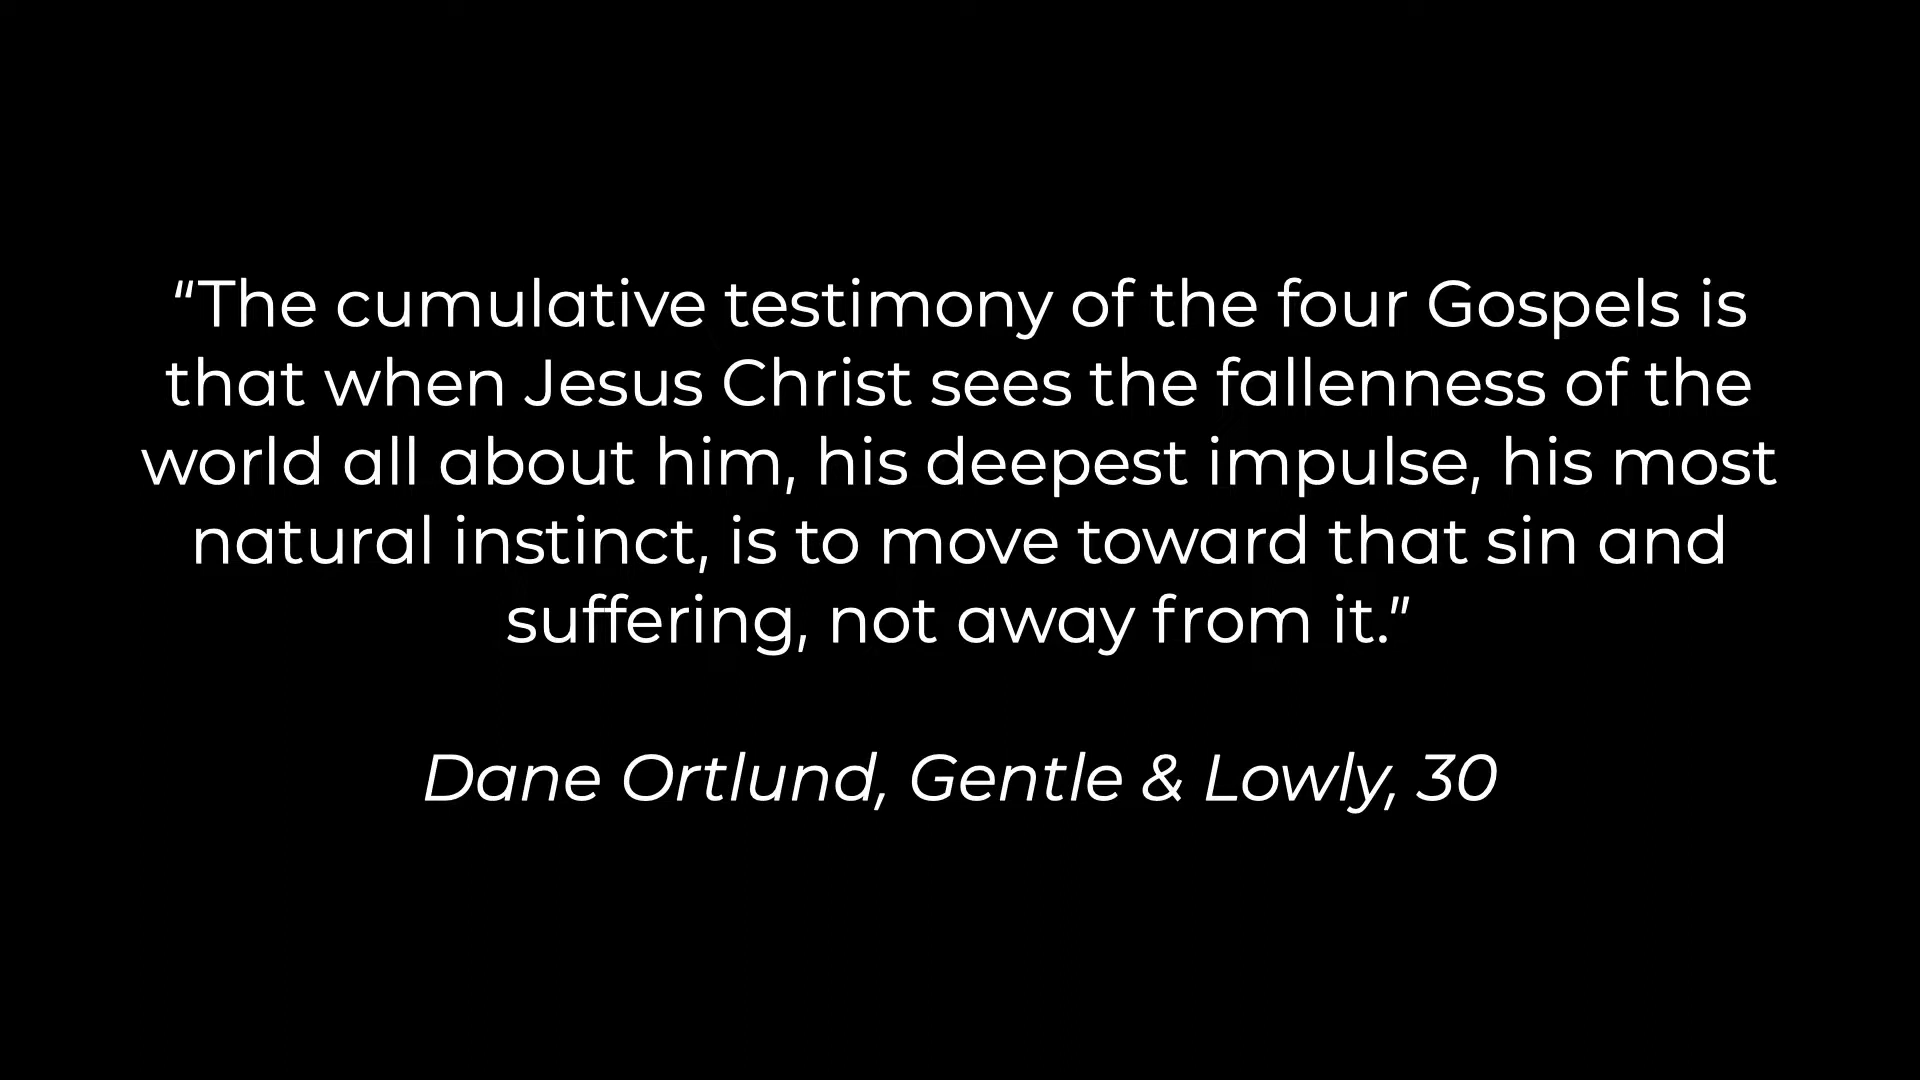 “The cumulative testimony of the four Gospels is
that when Jesus Christ sees the fallenness of the
world all about him, his deepest impulse, his most
natural instinct, is to move toward that sin and
suffering, not away from it.”
Dane Ortlund, Gentle & Lowly, 30